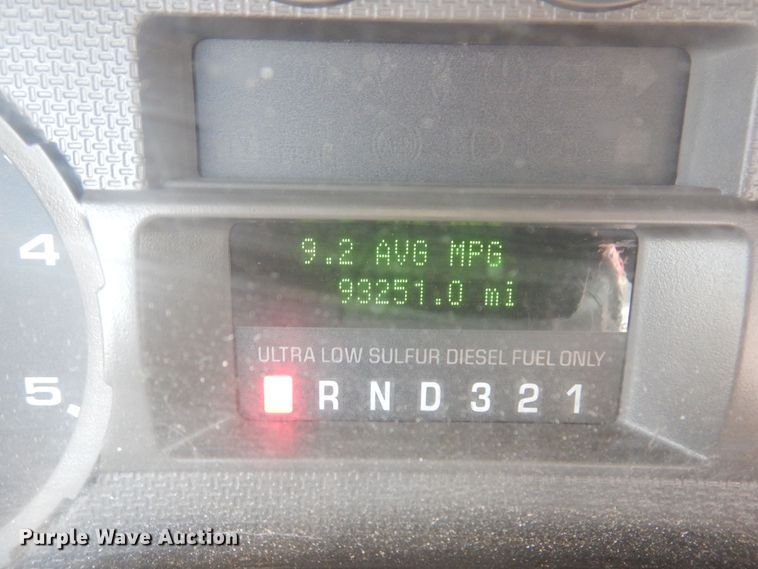 4
5
9.2 AVG MPG
93251.0 mi
ULTRA LOW SULFUR DIESEL FUEL ONLY
R N D 3 2 1
Purple Wave Auction